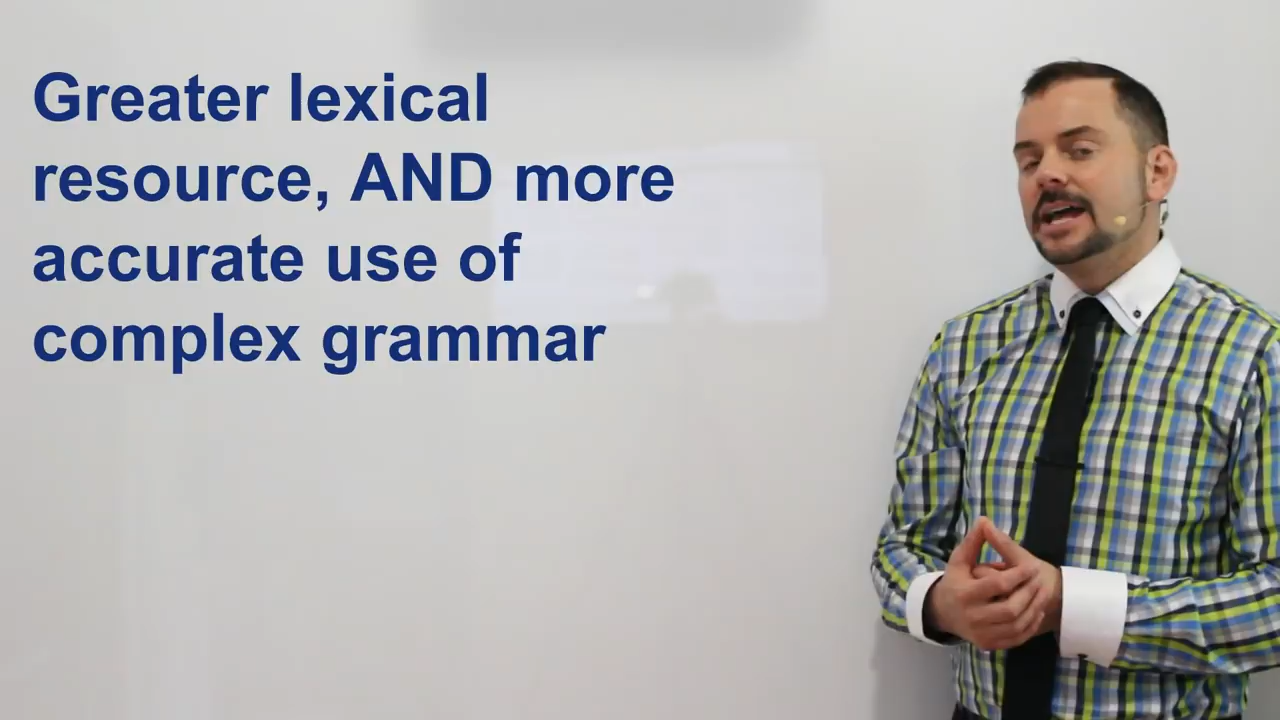 Greater lexical
resource, AND more
accurate use of
complex grammar